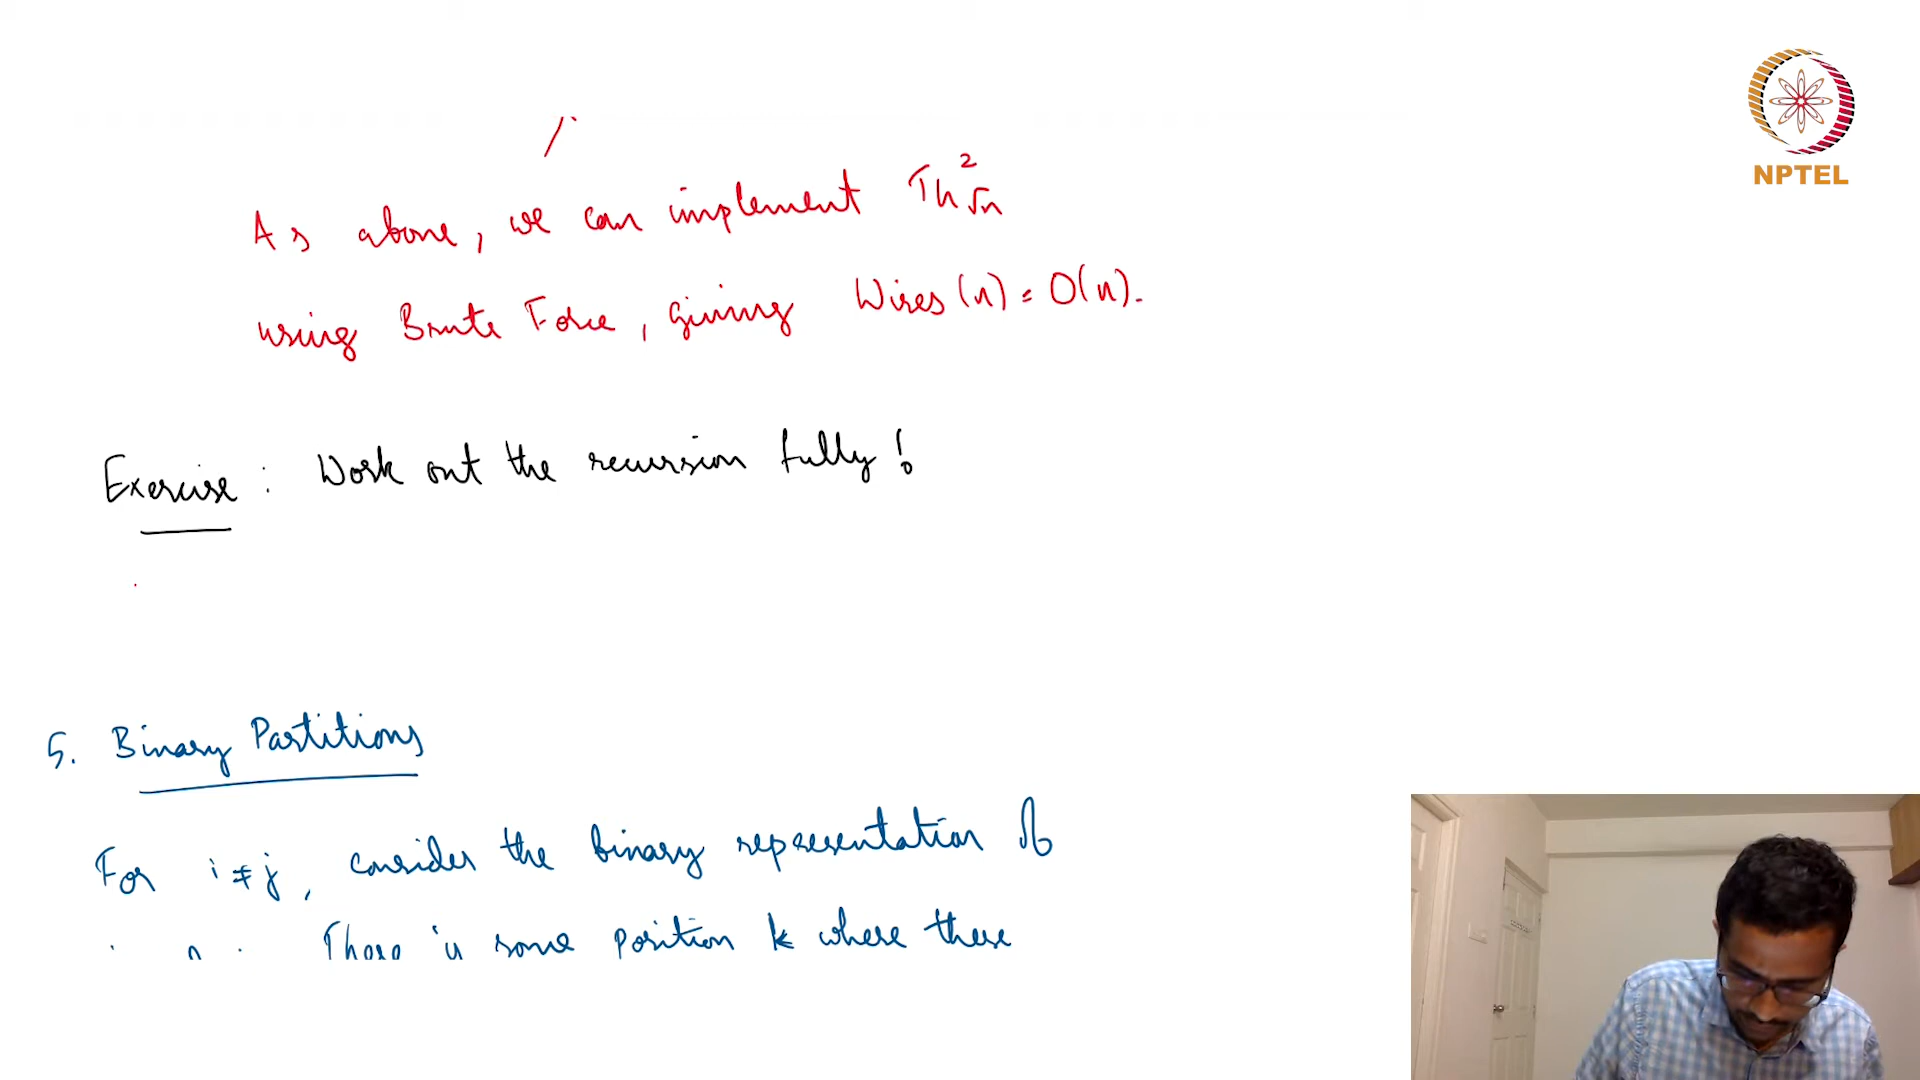 NPTEL
As above, we can implement Th²√n
using Brute Force, giving Wires(n) = O(n).
Exercise: Work out the recursion fully!
5. Binary Partitions
For i ≠ j, consider the binary representation of
There is some position k where these